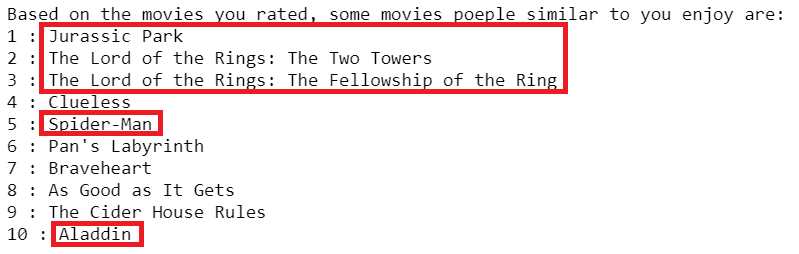 Based on the movies you rated, some movies poeple similar to you enjoy are:
1 : Jurassic Park
2 : The Lord of the Rings: The Two Towers
3 : The Lord of the Rings: The Fellowship of the Ring
4 : Clueless
5 : Spider-Man
6 : Pan's Labyrinth
7 : Braveheart
8 : As Good as It Gets
9 : The Cider House Rules
10 : Aladdin